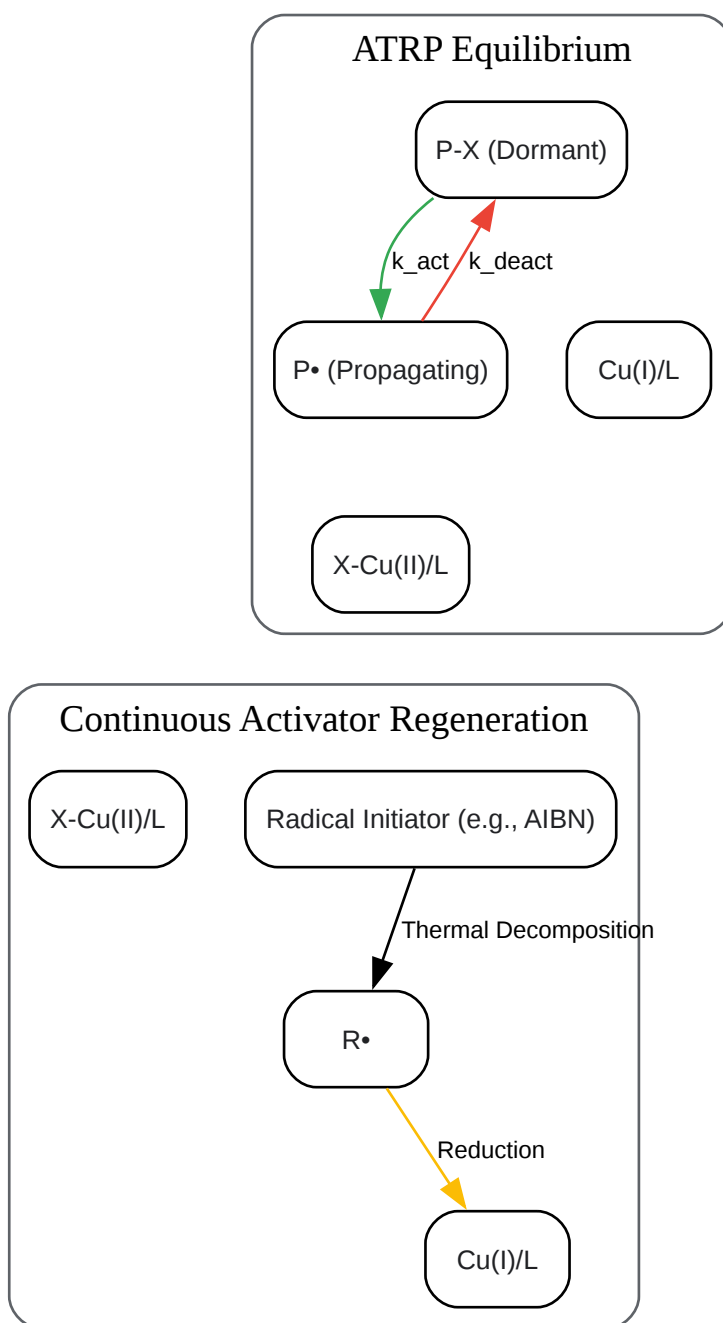 ATRP Equilibrium
P-X (Dormant)
k_act
k_deact
P• (Propagating)
Cu(I)/L
X-Cu(II)/L
Continuous Activator Regeneration
X-Cu(II)/L
Radical Initiator (e.g., AIBN)
Thermal Decomposition
R•
Reduction
Cu(I)/L